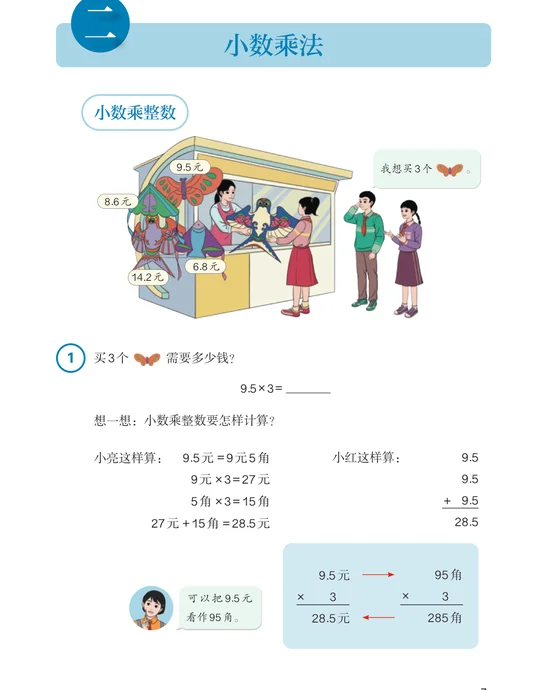 二
小数乘法
小数乘整数
9.5元
我想买3个 。
8.6元
6.8元
14.2元
1 买3个 需要多少钱?
9.5×3=______
想一想:小数乘整数要怎样计算?
小亮这样算: 9.5元=9元5角
9元×3=27元
5角×3=15角
27元+15角=28.5元
小红这样算: 9.5
9.5
+ 9.5
28.5
可以把9.5元
看作95角。
9.5元 95角
× 3 × 3
28.5元 285角